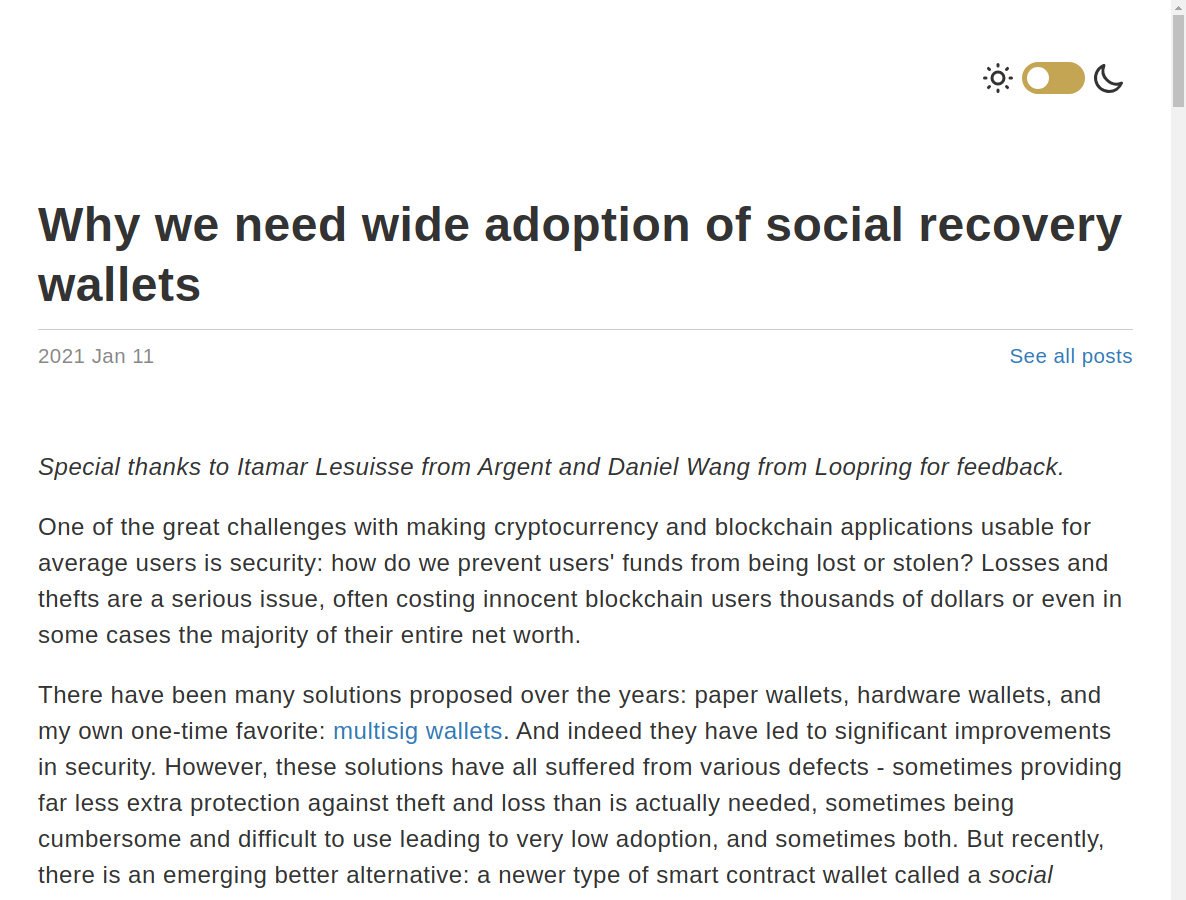 Why we need wide adoption of social recovery
wallets
2021 Jan 11
See all posts
Special thanks to Itamar Lesuisse from Argent and Daniel Wang from Loopring for feedback.
One of the great challenges with making cryptocurrency and blockchain applications usable for
average users is security: how do we prevent users' funds from being lost or stolen? Losses and
thefts are a serious issue, often costing innocent blockchain users thousands of dollars or even in
some cases the majority of their entire net worth.
There have been many solutions proposed over the years: paper wallets, hardware wallets, and
my own one-time favorite: multisig wallets. And indeed they have led to significant improvements
in security. However, these solutions have all suffered from various defects - sometimes providing
far less extra protection against theft and loss than is actually needed, sometimes being
cumbersome and difficult to use leading to very low adoption, and sometimes both. But recently,
there is an emerging better alternative: a newer type of smart contract wallet called a social